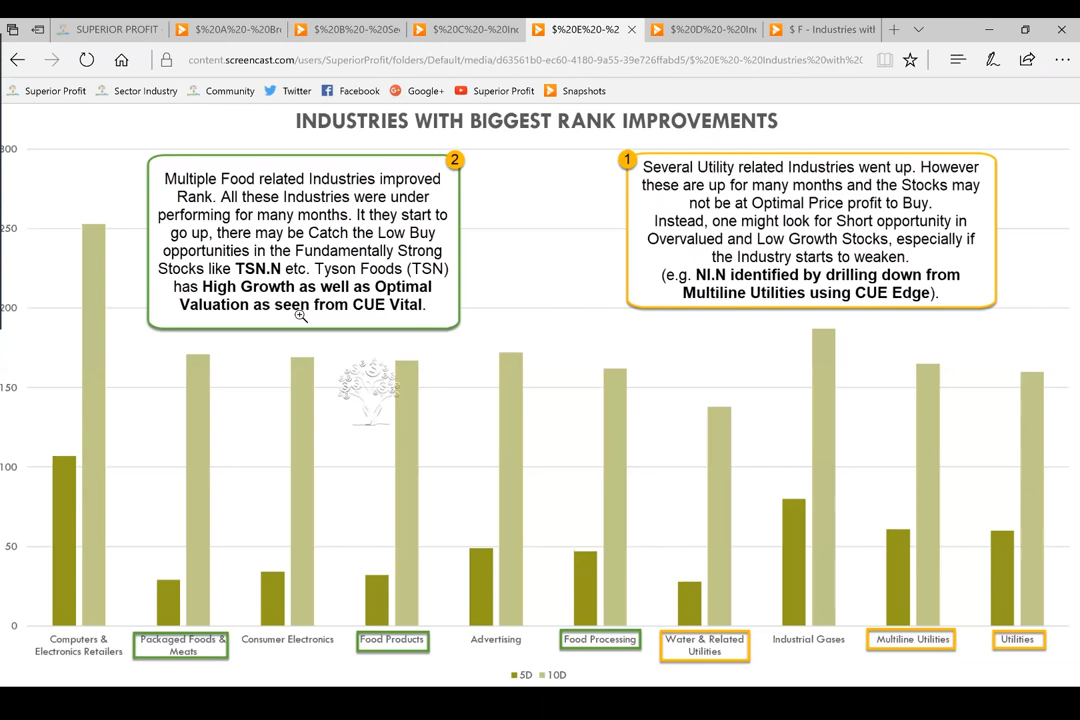 SUPERIOR PROFIT
$%20A%20-%20Br
$%20B%20-%20Se
$%20C%20-%20Inc
$%20E%20-%2
$%20D%20-%20Inc
$ F - Industries with
content.screencast.com/users/SuperiorProfit/folders/Default/media/d63561b0-ec60-4180-9a55-39e726ffabd5/$%20E%20-%20Industries%20with%20
Superior Profit
Sector Industry
Community
Twitter
Facebook
Google+
Superior Profit
Snapshots
INDUSTRIES WITH BIGGEST RANK IMPROVEMENTS
2
Multiple Food related Industries improved
Rank. All these Industries were under
performing for many months. It they start to
go up, there may be Catch the Low Buy
opportunities in the Fundamentally Strong
Stocks like TSN.N etc. Tyson Foods (TSN)
has High Growth as well as Optimal
Valuation as seen from CUE Vital.
1
Several Utility related Industries went up. However
these are up for many months and the Stocks may
not be at Optimal Price profit to Buy.
Instead, one might look for Short opportunity in
Overvalued and Low Growth Stocks, especially if
the Industry starts to weaken.
(e.g. NI.N identified by drilling down from
Multiline Utilities using CUE Edge).
300
250
200
150
100
50
0
Computers &
Electronics Retailers
Packaged Foods &
Meats
Consumer Electronics
Food Products
Advertising
Food Processing
Water & Related
Utilities
Industrial Gases
Multiline Utilities
Utilities
5D
10D